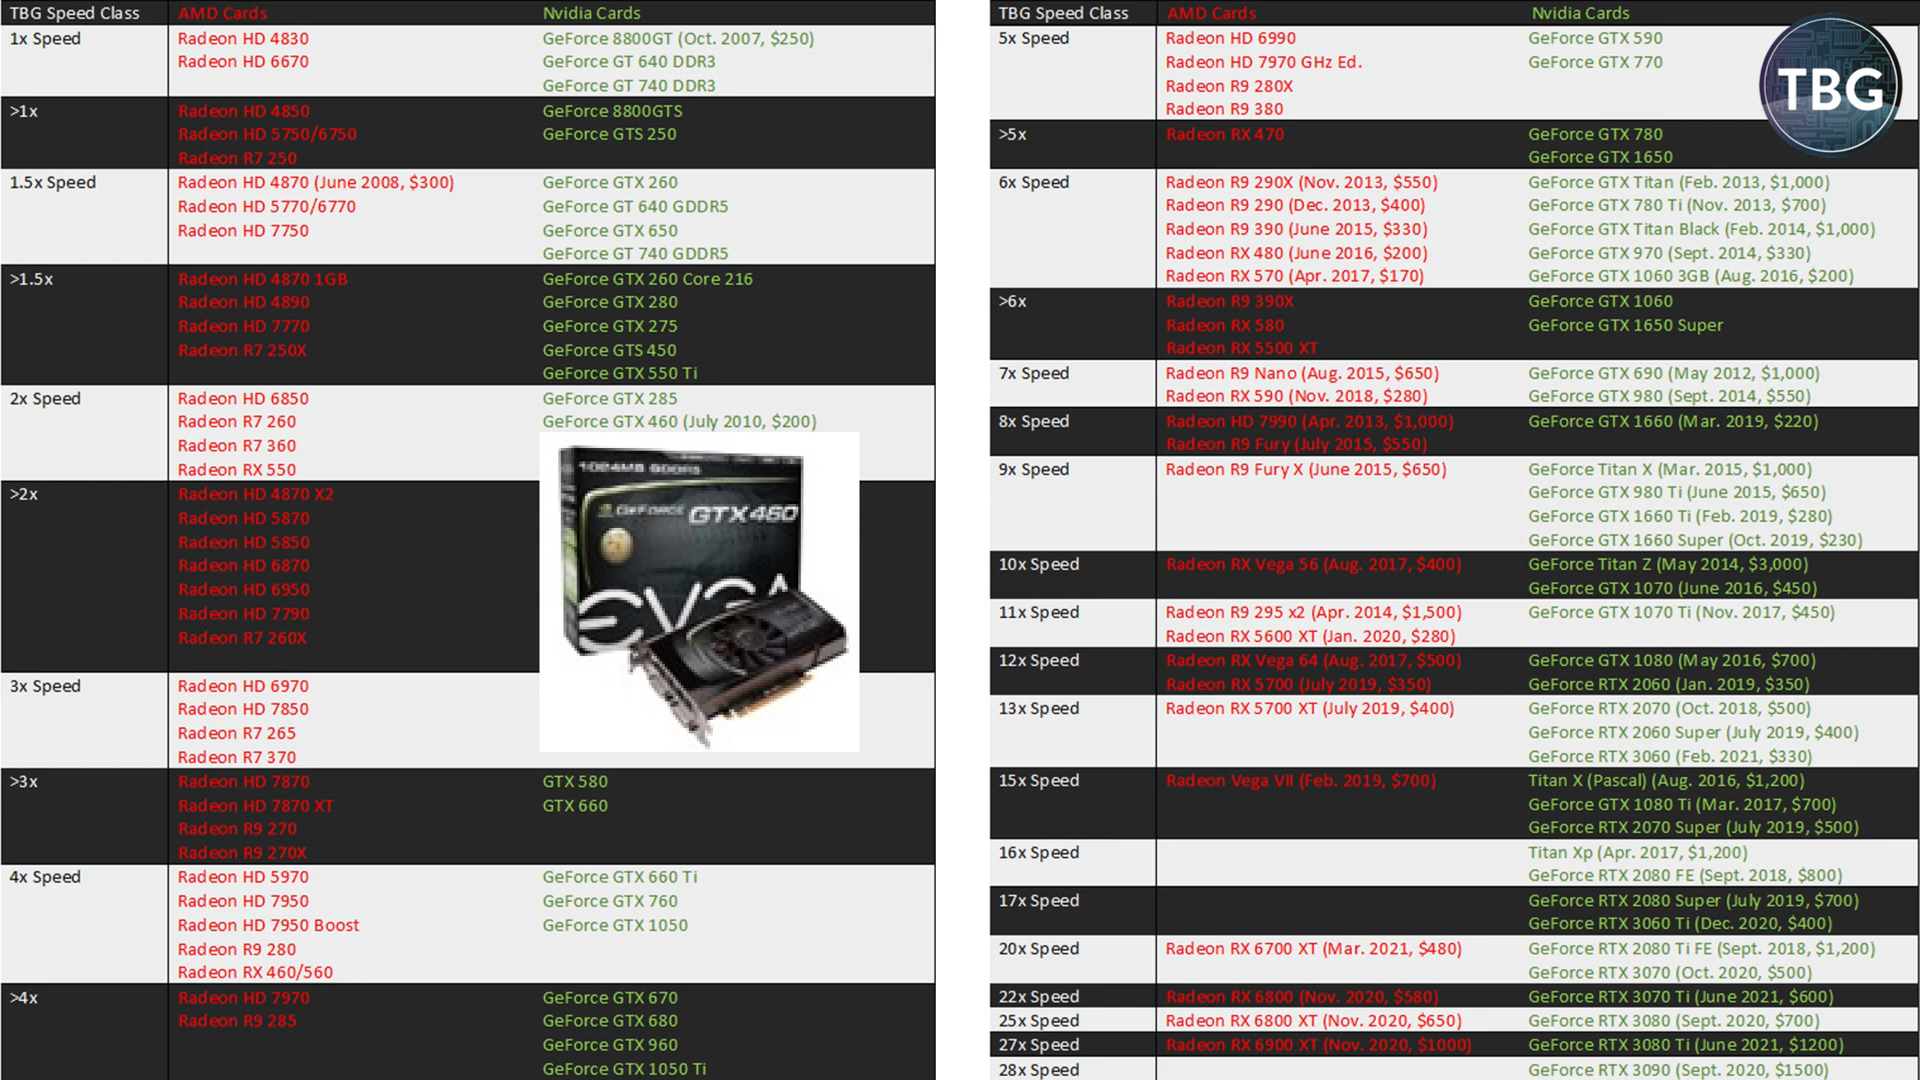 TBG Speed Class AMD Cards Nvidia Cards
1x Speed Radeon HD 4830 GeForce 8800GT (Oct. 2007, $250)
Radeon HD 6670 GeForce GT 640 DDR3
GeForce GT 740 DDR3
>1x Radeon HD 4850 GeForce 8800GTS
Radeon HD 5750/6750 GeForce GTS 250
Radeon R7 250
1.5x Speed Radeon HD 4870 (June 2008, $300) GeForce GTX 260
Radeon HD 5770/6770 GeForce GT 640 GDDR5
Radeon HD 7750 GeForce GTX 650
GeForce GT 740 GDDR5
>1.5x Radeon HD 4870 1GB GeForce GTX 260 Core 216
Radeon HD 4890 GeForce GTX 280
Radeon HD 7770 GeForce GTX 275
Radeon R7 250X GeForce GTS 450
GeForce GTX 550 Ti
2x Speed Radeon HD 6850 GeForce GTX 285
Radeon R7 260 GeForce GTX 460 (July 2010, $200)
Radeon R7 360
Radeon RX 550
>2x Radeon HD 4870 X2
Radeon HD 5870
Radeon HD 5850
Radeon HD 6870
Radeon HD 6950
Radeon HD 7790
Radeon R7 260X
1024MB GDDR5
GEFORCE GTX 460
EVGA
3x Speed Radeon HD 6970
Radeon HD 7850
Radeon R7 265
Radeon R7 370
>3x Radeon HD 7870 GTX 580
Radeon HD 7870 XT GTX 660
Radeon R9 270
Radeon R9 270X
4x Speed Radeon HD 5970 GeForce GTX 660 Ti
Radeon HD 7950 GeForce GTX 760
Radeon HD 7950 Boost GeForce GTX 1050
Radeon R9 280
Radeon RX 460/560
>4x Radeon HD 7970 GeForce GTX 670
Radeon R9 285 GeForce GTX 680
GeForce GTX 960
GeForce GTX 1050 Ti
TBG Speed Class AMD Cards Nvidia Cards
5x Speed Radeon HD 6990 GeForce GTX 590
Radeon HD 7970 GHz Ed. GeForce GTX 770
Radeon R9 280X
Radeon R9 380
TBG
>5x Radeon RX 470 GeForce GTX 780
GeForce GTX 1650
6x Speed Radeon R9 290X (Nov. 2013, $550) GeForce GTX Titan (Feb. 2013, $1,000)
Radeon R9 290 (Dec. 2013, $400) GeForce GTX 780 Ti (Nov. 2013, $700)
Radeon R9 390 (June 2015, $330) GeForce GTX Titan Black (Feb. 2014, $1,000)
Radeon RX 480 (June 2016, $200) GeForce GTX 970 (Sept. 2014, $330)
Radeon RX 570 (Apr. 2017, $170) GeForce GTX 1060 3GB (Aug. 2016, $200)
>6x Radeon R9 390X GeForce GTX 1060
Radeon RX 580 GeForce GTX 1650 Super
Radeon RX 5500 XT
7x Speed Radeon R9 Nano (Aug. 2015, $650) GeForce GTX 690 (May 2012, $1,000)
Radeon RX 590 (Nov. 2018, $280) GeForce GTX 980 (Sept. 2014, $550)
8x Speed Radeon HD 7990 (Apr. 2013, $1,000) GeForce GTX 1660 (Mar. 2019, $220)
Radeon R9 Fury (July 2015, $550)
9x Speed Radeon R9 Fury X (June 2015, $650) GeForce Titan X (Mar. 2015, $1,000)
GeForce GTX 980 Ti (June 2015, $650)
GeForce GTX 1660 Ti (Feb. 2019, $280)
GeForce GTX 1660 Super (Oct. 2019, $230)
10x Speed Radeon RX Vega 56 (Aug. 2017, $400) GeForce Titan Z (May 2014, $3,000)
GeForce GTX 1070 (June 2016, $450)
11x Speed Radeon R9 295 x2 (Apr. 2014, $1,500) GeForce GTX 1070 Ti (Nov. 2017, $450)
Radeon RX 5600 XT (Jan. 2020, $280)
12x Speed Radeon RX Vega 64 (Aug. 2017, $500) GeForce GTX 1080 (May 2016, $700)
Radeon RX 5700 (July 2019, $350) GeForce RTX 2060 (Jan. 2019, $350)
13x Speed Radeon RX 5700 XT (July 2019, $400) GeForce RTX 2070 (Oct. 2018, $500)
GeForce RTX 2060 Super (July 2019, $400)
GeForce RTX 3060 (Feb. 2021, $330)
15x Speed Radeon Vega VII (Feb. 2019, $700) Titan X (Pascal) (Aug. 2016, $1,200)
GeForce GTX 1080 Ti (Mar. 2017, $700)
GeForce RTX 2070 Super (July 2019, $500)
16x Speed Titan Xp (Apr. 2017, $1,200)
GeForce RTX 2080 FE (Sept. 2018, $800)
17x Speed GeForce RTX 2080 Super (July 2019, $700)
GeForce RTX 3060 Ti (Dec. 2020, $400)
20x Speed Radeon RX 6700 XT (Mar. 2021, $480) GeForce RTX 2080 Ti FE (Sept. 2018, $1,200)
GeForce RTX 3070 (Oct. 2020, $500)
22x Speed Radeon RX 6800 (Nov. 2020, $580) GeForce RTX 3070 Ti (June 2021, $600)
25x Speed Radeon RX 6800 XT (Nov. 2020, $650) GeForce RTX 3080 (Sept. 2020, $700)
27x Speed Radeon RX 6900 XT (Nov. 2020, $1000) GeForce RTX 3080 Ti (June 2021, $1200)
28x Speed GeForce RTX 3090 (Sept. 2020, $1500)